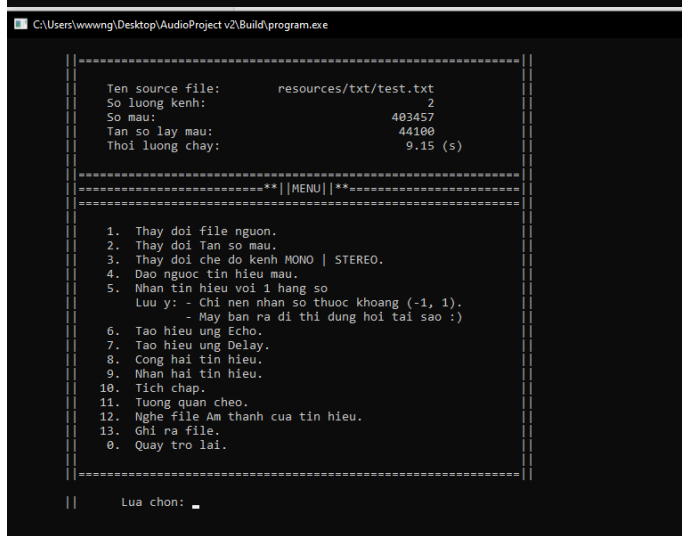 C:\Users\wwwng\Desktop\AudioProject v2\Build\program.exe
||==============================================================||
|| ||
|| Ten source file: resources/txt/test.txt ||
|| So luong kenh: 2 ||
|| So mau: 403457 ||
|| Tan so lay mau: 44100 ||
|| Thoi luong chay: 9.15 (s) ||
|| ||
||==============================================================||
||==========================**||MENU||**========================||
||==============================================================||
|| ||
|| 1. Thay doi file nguon. ||
|| 2. Thay doi Tan so mau. ||
|| 3. Thay doi che do kenh MONO | STEREO. ||
|| 4. Dao nguoc tin hieu mau. ||
|| 5. Nhan tin hieu voi 1 hang so ||
|| Luu y: - Chi nen nhan so thuoc khoang (-1, 1). ||
|| - May ban ra di thi dung hoi tai sao :) ||
|| 6. Tao hieu ung Echo. ||
|| 7. Tao hieu ung Delay. ||
|| 8. Cong hai tin hieu. ||
|| 9. Nhan hai tin hieu. ||
|| 10. Tich chap. ||
|| 11. Tuong quan cheo. ||
|| 12. Nghe file Am thanh cua tin hieu. ||
|| 13. Ghi ra file. ||
|| 0. Quay tro lai. ||
|| ||
||==============================================================||
|| Lua chon: _